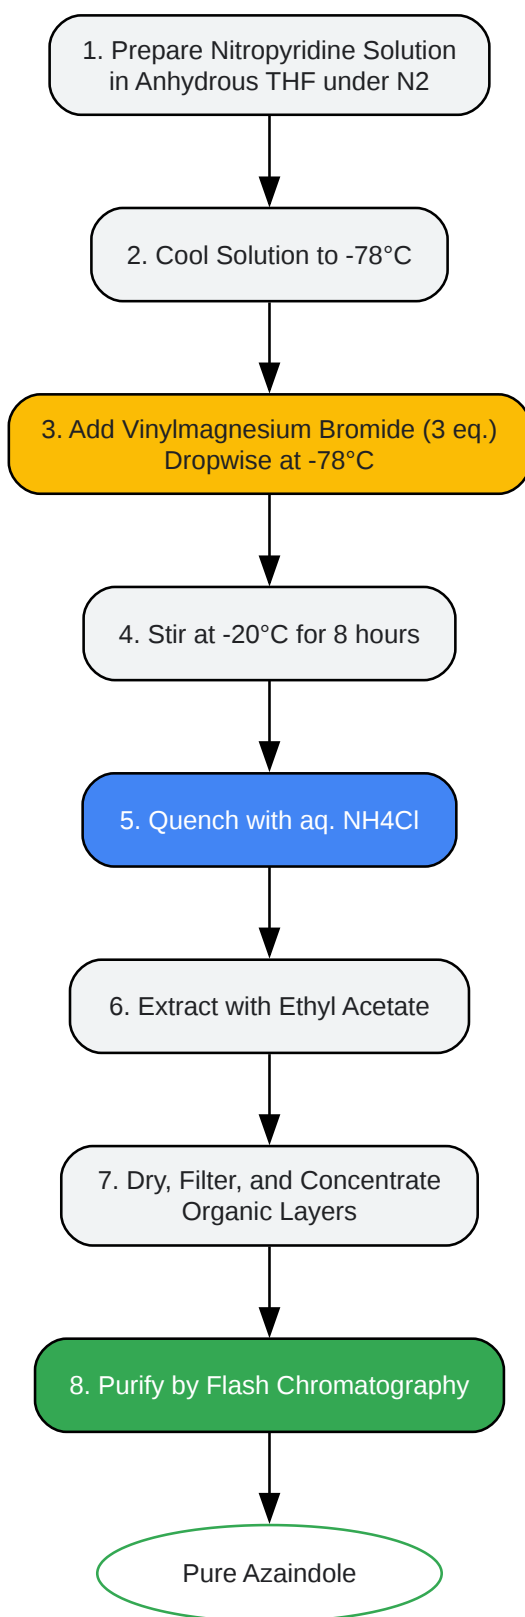 1. Prepare Nitropyridine Solution
in Anhydrous THF under N2
2. Cool Solution to -78°C
3. Add Vinylmagnesium Bromide (3 eq.)
Dropwise at -78°C
4. Stir at -20°C for 8 hours
5. Quench with aq. NH4Cl
6. Extract with Ethyl Acetate
7. Dry, Filter, and Concentrate
Organic Layers
8. Purify by Flash Chromatography
Pure Azaindole